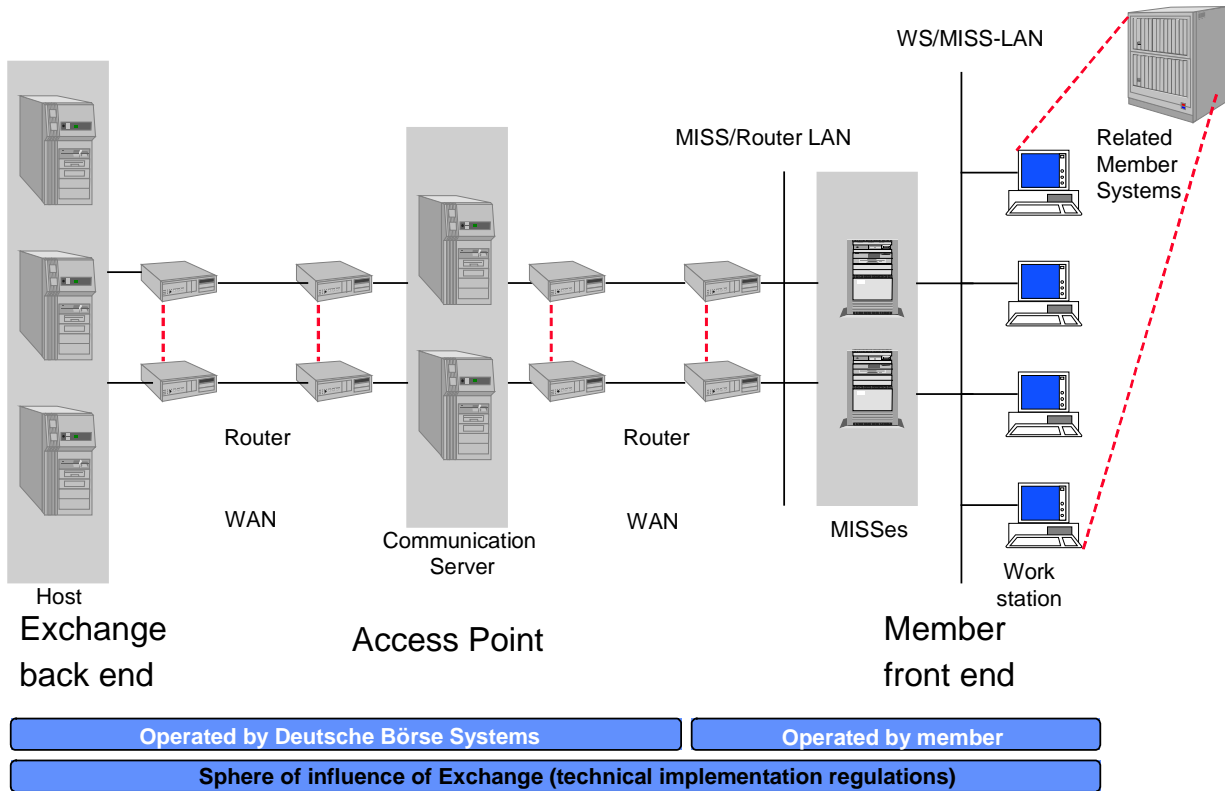 WS/MISS-LAN
MISS/Router LAN
Related
Member
Systems
Router
Router
WAN
WAN
Communication
Server
MISSes
Host
Work
station
Exchange
back end
Access Point
Member
front end
Operated by Deutsche Börse Systems
Operated by member
Sphere of influence of Exchange (technical implementation regulations)